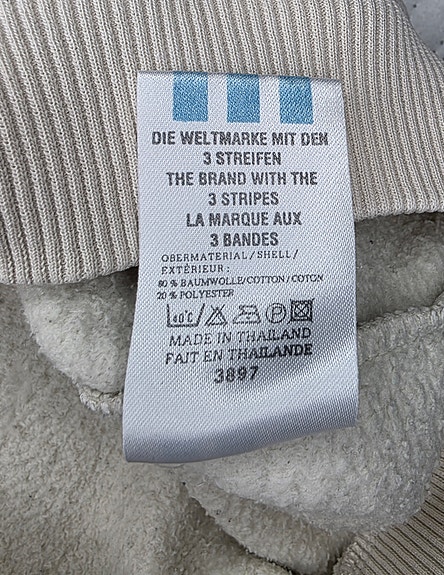 DIE WELTMARKE MIT DEN
3 STREIFEN
THE BRAND WITH THE
3 STRIPES
LA MARQUE AUX
3 BANDES
OBERMATERIAL/SHELL/
EXTÉRIEUR:
80 % BAUMWOLLE/COTTON/COTON
20 % POLYESTER
40°C P
MADE IN THAILAND
FAIT EN THAILANDE
3897